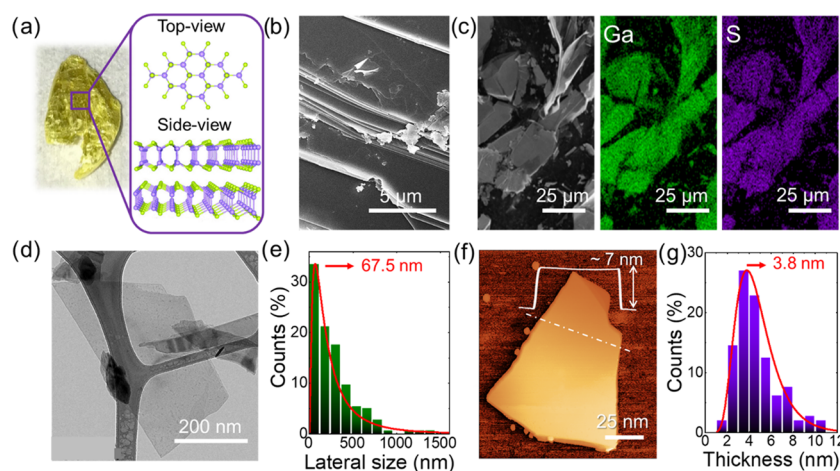 (a)
Top-view
Side-view
(b)
5 µm
(c)
25 µm
Ga
25 µm
S
25 µm
(d)
200 nm
(e)
67.5 nm
30
20
10
0
Counts (%)
0 500 1000 1500
Lateral size (nm)
(f)
~ 7 nm
25 nm
(g)
3.8 nm
30
20
10
0
Counts (%)
0 2 4 6 8 10 12
Thickness (nm)